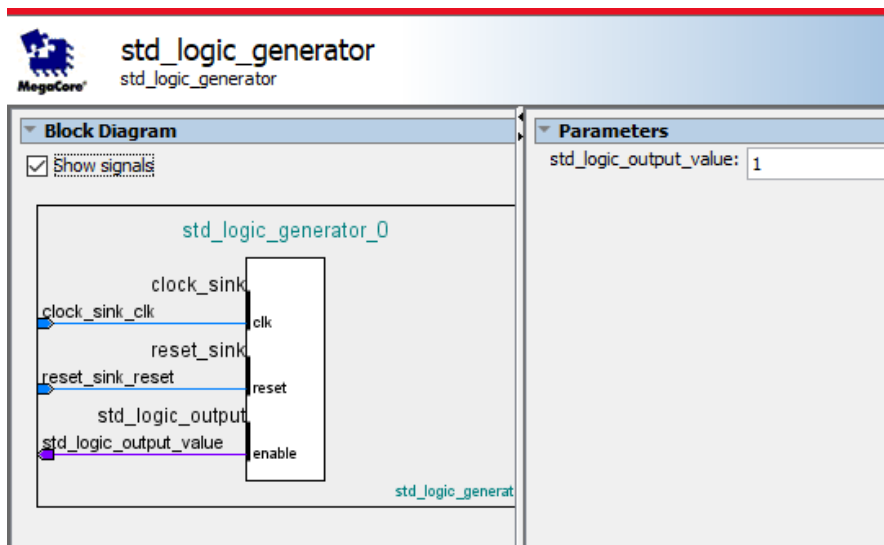 std_logic_generator
std_logic_generator
MegaCore®
Block Diagram
Show signals
std_logic_generator_0
clock_sink
clock_sink_clk
clk
reset_sink
reset_sink_reset
reset
std_logic_output
std_logic_output_value
enable
std_logic_generat
Parameters
std_logic_output_value: 1